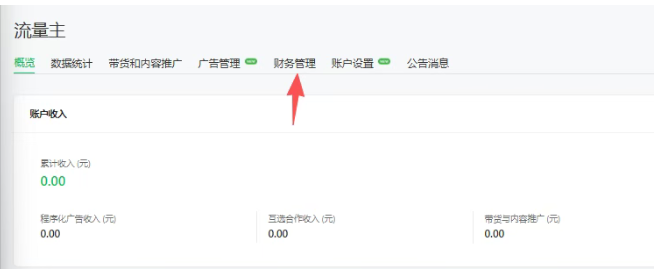 流量主
概览 数据统计 带货和内容推广 广告管理 财务管理 账户设置 公告消息
账户收入
累计收入 (元)
0.00
程序化广告收入 (元) 互选合作收入 (元) 带货与内容推广 (元)
0.00 0.00 0.00